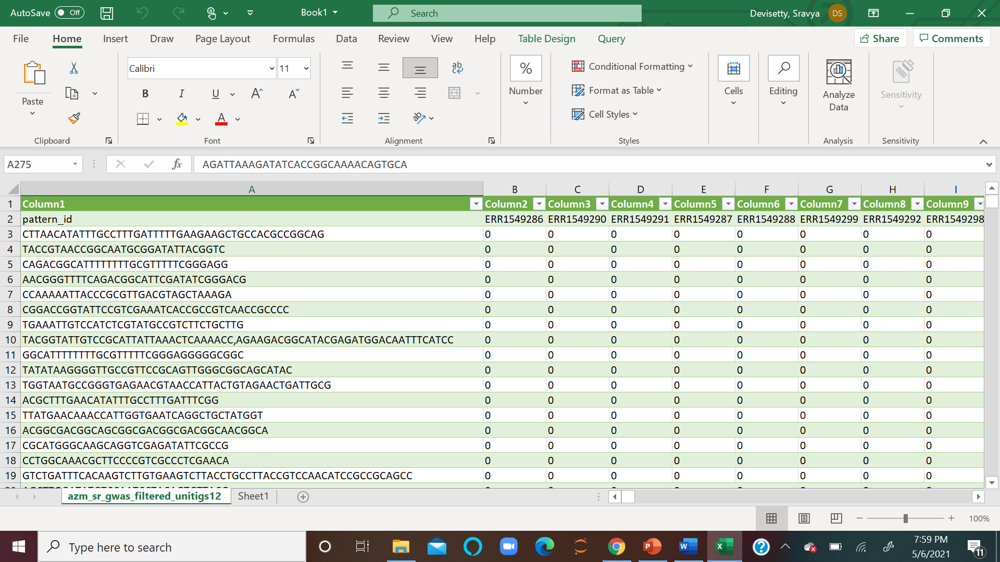 AutoSave Off Book1 Search Devisetty, Sravya DS
File Home Insert Draw Page Layout Formulas Data Review View Help Table Design Query Share Comments
Paste Calibri 11 ab c % Number Conditional Formatting Format as Table Cell Styles Cells Editing Analyze Data Sensitivity
B I U A A A ab
Clipboard Font Alignment Styles Analysis Sensitivity
A275 fx AGATTAAAGATATCACCGGCAAAACAGTGCA
A B C D E F G H I
1 Column1 Column2 Column3 Column4 Column5 Column6 Column7 Column8 Column9
2 pattern_id ERR1549286 ERR1549290 ERR1549291 ERR1549287 ERR1549288 ERR1549299 ERR1549292 ERR1549298
3 CTTAACATATTTGCCTTTGATTTTTGAAGAAGCTGCCACGCCGGCAG 0 0 0 0 0 0 0 0
4 TACCGTAACCGGCAATGCGGATATTACGGTC 0 0 0 0 0 0 0 0
5 CAGACGGCATTTTTTTTGCGTTTTTCGGGAGG 0 0 0 0 0 0 0 0
6 AACGGGTTTTCAGACGGCATTCGATATCGGGACG 0 0 0 0 0 0 0 0
7 CCAAAAATTACCCGCGTTGACGTAGCTAAAGA 0 0 0 0 0 0 0 0
8 CGGACCGGTATTCCGTCGAAATCACCGCCGTCAACCGCCCC 0 0 0 0 0 0 0 0
9 TGAAATTGTCCATCTCGTATGCCGTCTTCTGCTTG 0 0 0 0 0 0 0 0
10 TACGGTATTGTCCGCATTATTAAACTCAAAACC,AGAAGACGGCATACGAGATGGACAATTTCATCC 0 0 0 0 0 0 0 0
11 GGCATTTTTTTTGCGTTTTTCGGGAGGGGGCGGC 0 0 0 0 0 0 0 0
12 TATATAAGGGGTTGCCGTTCCGCAGTTGGGCGGCAGCATAC 0 0 0 0 0 0 0 0
13 TGGTAATGCCGGGTGAGAACGTAACCATTACTGTAGAACTGATTGCG 0 0 0 0 0 0 0 0
14 ACGCTTTGAACATATTTGCCTTTGATTTCGG 0 0 0 0 0 0 0 0
15 TTATGAACAAACCATTGGTGAATCAGGCTGCTATGGT 0 0 0 0 0 0 0 0
16 ACGGCGACGGCAGCGGCGACGGCGACGGCAACGGCA 0 0 0 0 0 0 0 0
17 CGCATGGGCAAGCAGGTCGAGATATTCGCCG 0 0 0 0 0 0 0 0
18 CCTGGCAAACGCTTCCCCGTCGCCCTCGAACA 0 0 0 0 0 0 0 0
19 GTCTGATTTCACAAGTCTTGTGAAGTCTTACCTGCCTTACCGTCCAACATCCGCCGCAGCC 0 0 0 0 0 0 0 0
azm_sr_gwas_filtered_unitigs12 Sheet1
100%
Type here to search 7:59 PM
5/6/2021 11